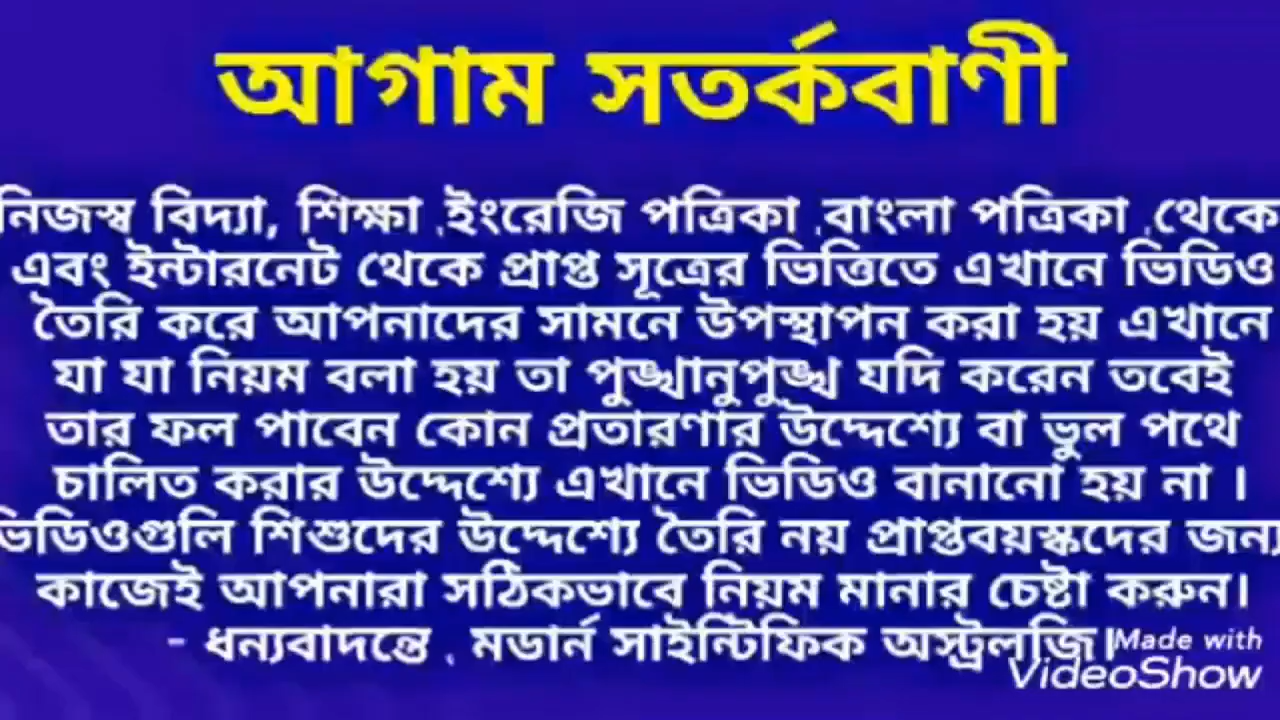 আগাম সতর্কবাণী
নিজস্ব বিদ্যা, শিক্ষা ,ইংরেজি পত্রিকা ,বাংলা পত্রিকা ,থেকে
এবং ইন্টারনেট থেকে প্রাপ্ত সূত্রের ভিত্তিতে এখানে ভিডিও
তৈরি করে আপনাদের সামনে উপস্থাপন করা হয় এখানে
যা যা নিয়ম বলা হয় তা পুঙ্খানুপুঙ্খ যদি করেন তবেই
তার ফল পাবেন কোন প্রতারণার উদ্দেশ্যে বা ভুল পথে
চালিত করার উদ্দেশ্যে এখানে ভিডিও বানানো হয় না ।
ভিডিওগুলি শিশুদের উদ্দেশ্যে তৈরি নয় প্রাপ্তবয়স্কদের জন্য
কাজেই আপনারা সঠিকভাবে নিয়ম মানার চেষ্টা করুন।
- ধন্যবাদন্তে , মডার্ন সাইন্টিফিক অস্ট্রলজি।
Made with
VideoShow